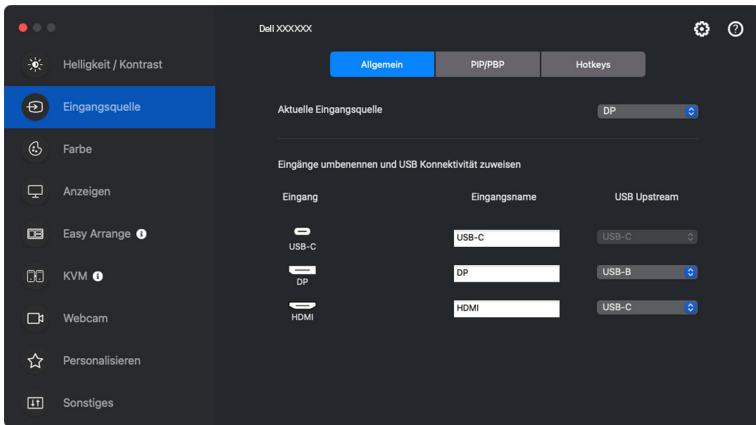 Dell XXXXXX
Helligkeit / Kontrast
Eingangsquelle
Farbe
Anzeigen
Easy Arrange
KVM
Webcam
Personalisieren
Sonstiges
Allgemein PIP/PBP Hotkeys
Aktuelle Eingangsquelle DP
Eingänge umbenennen und USB Konnektivität zuweisen
Eingang Eingangsname USB Upstream
USB-C USB-C USB-C
DP DP USB-B
HDMI HDMI USB-C